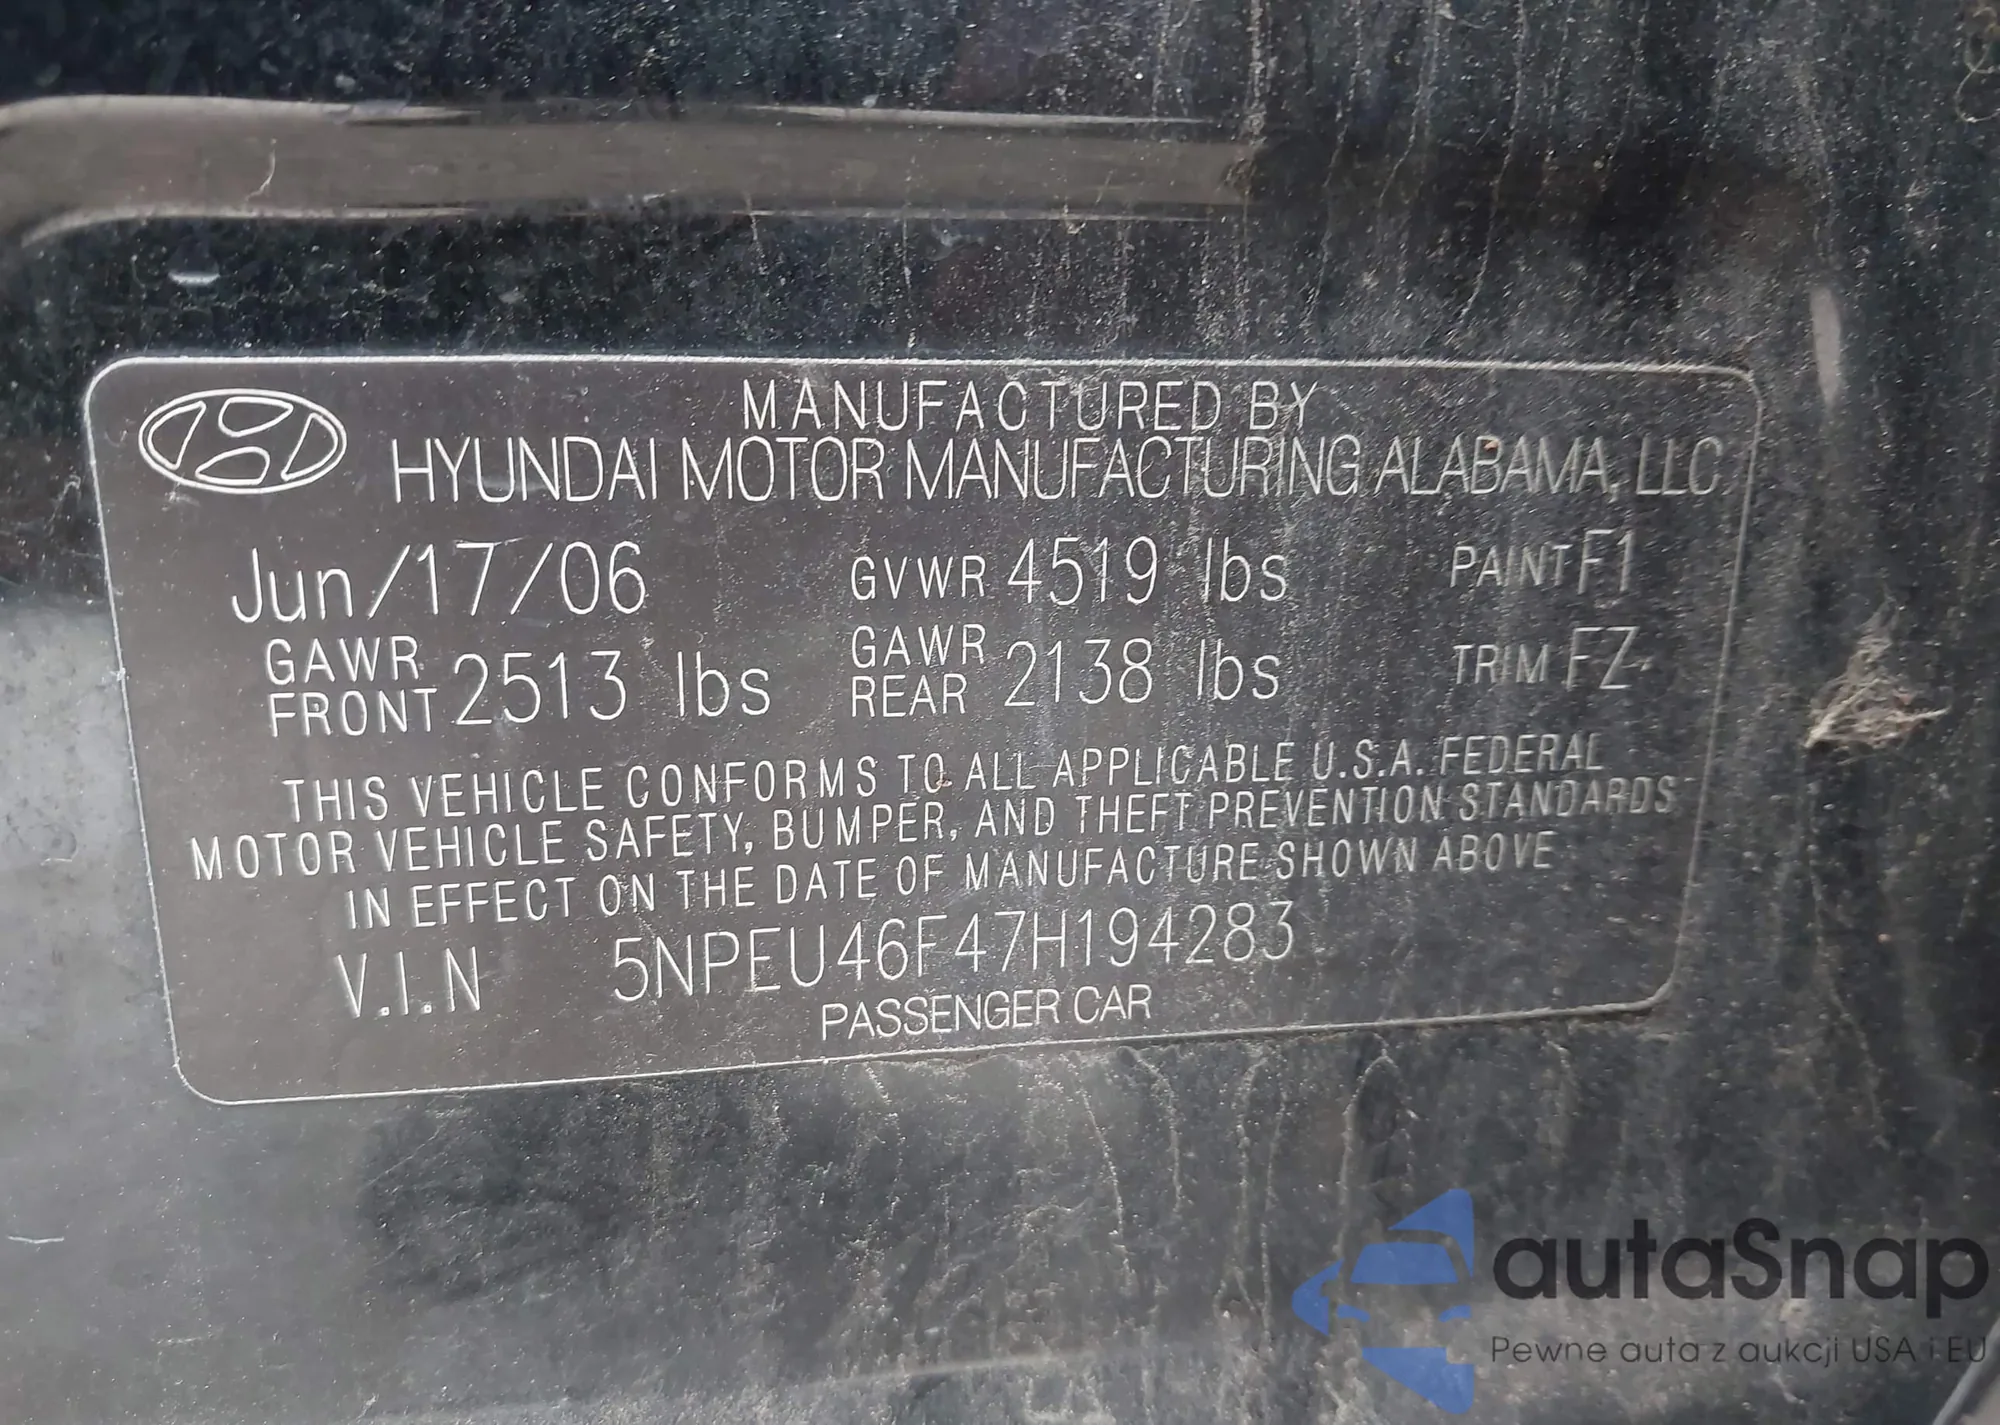 MANUFACTURED BY
HYUNDAI MOTOR MANUFACTURING ALABAMA, LLC
Jun/17/06 GVWR 4519 lbs PAINT F1
GAWR FRONT 2513 lbs GAWR REAR 2138 lbs TRIM FZ
THIS VEHICLE CONFORMS TO ALL APPLICABLE U.S.A. FEDERAL
MOTOR VEHICLE SAFETY, BUMPER, AND THEFT PREVENTION STANDARDS
IN EFFECT ON THE DATE OF MANUFACTURE SHOWN ABOVE
V.I.N 5NPEU46F47H194283
PASSENGER CAR
autaSnap
Pewne auta z aukcji USA i EU